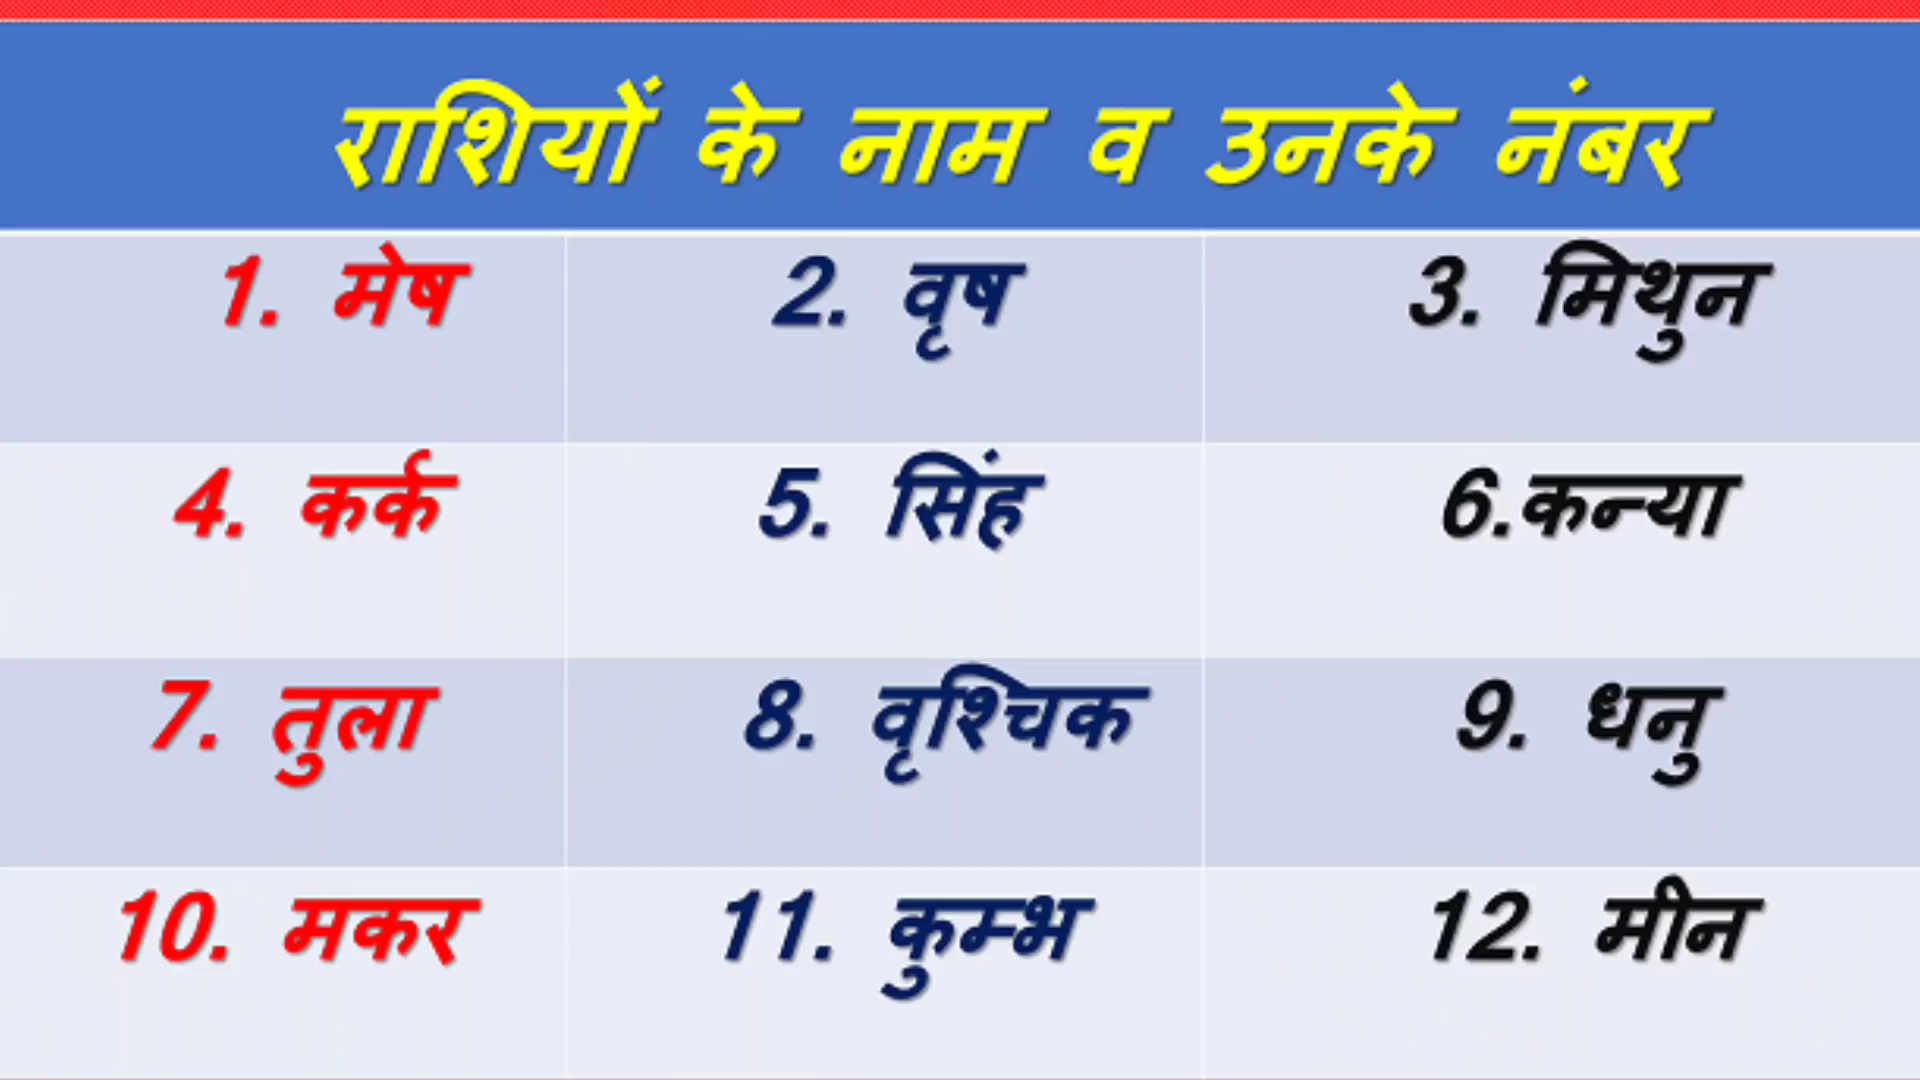 राशियों के नाम व उनके नंबर
1. मेष 2. वृष 3. मिथुन
4. कर्क 5. सिंह 6.कन्या
7. तुला 8. वृश्चिक 9. धनु
10. मकर 11. कुम्भ 12. मीन